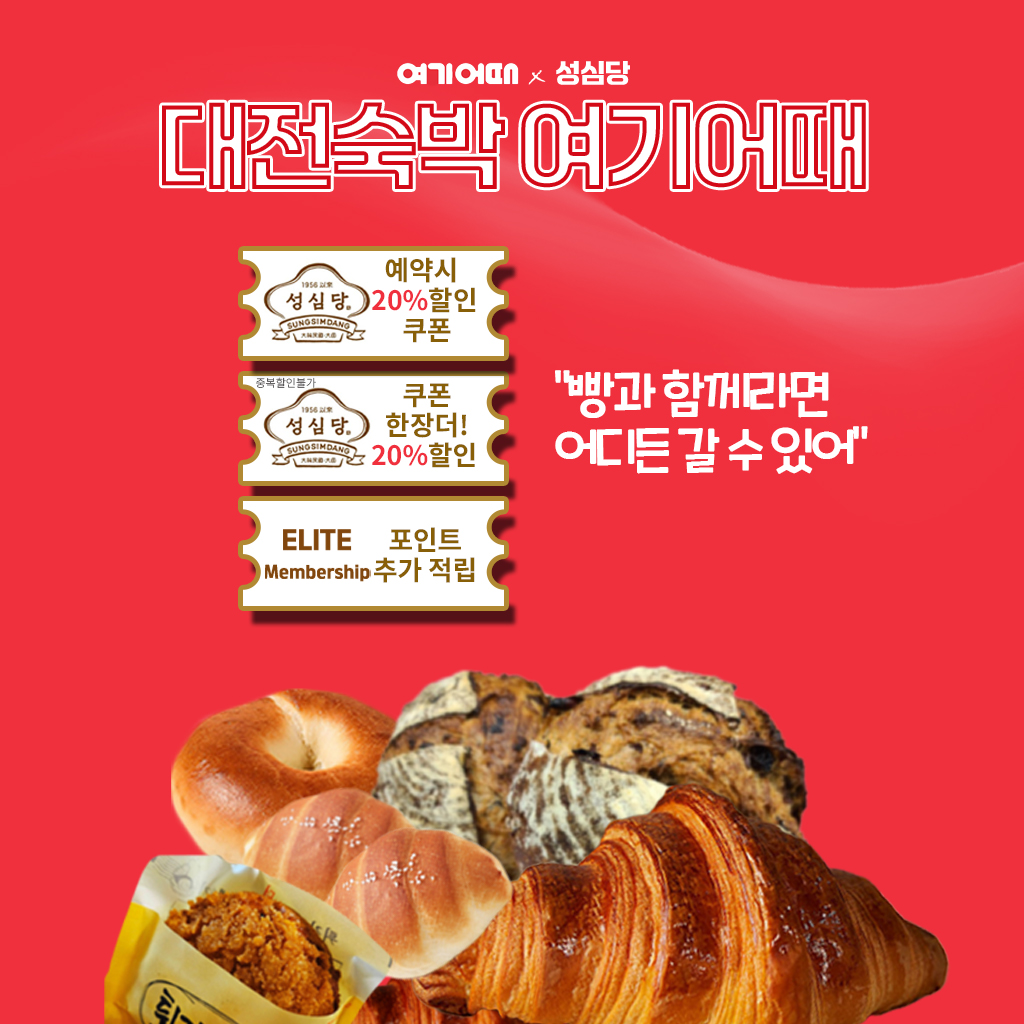 여기어때 x 성심당
대전숙박 여기어때
1956 以來
성심당
SUNGSIMDANG
예약시
20%할인
쿠폰
중복할인불가
1956 以來
성심당
SUNGSIMDANG
쿠폰
한장더!
20%할인
ELITE
Membership
포인트
추가 적립
"빵과 함께라면
어디든 갈 수 있어"